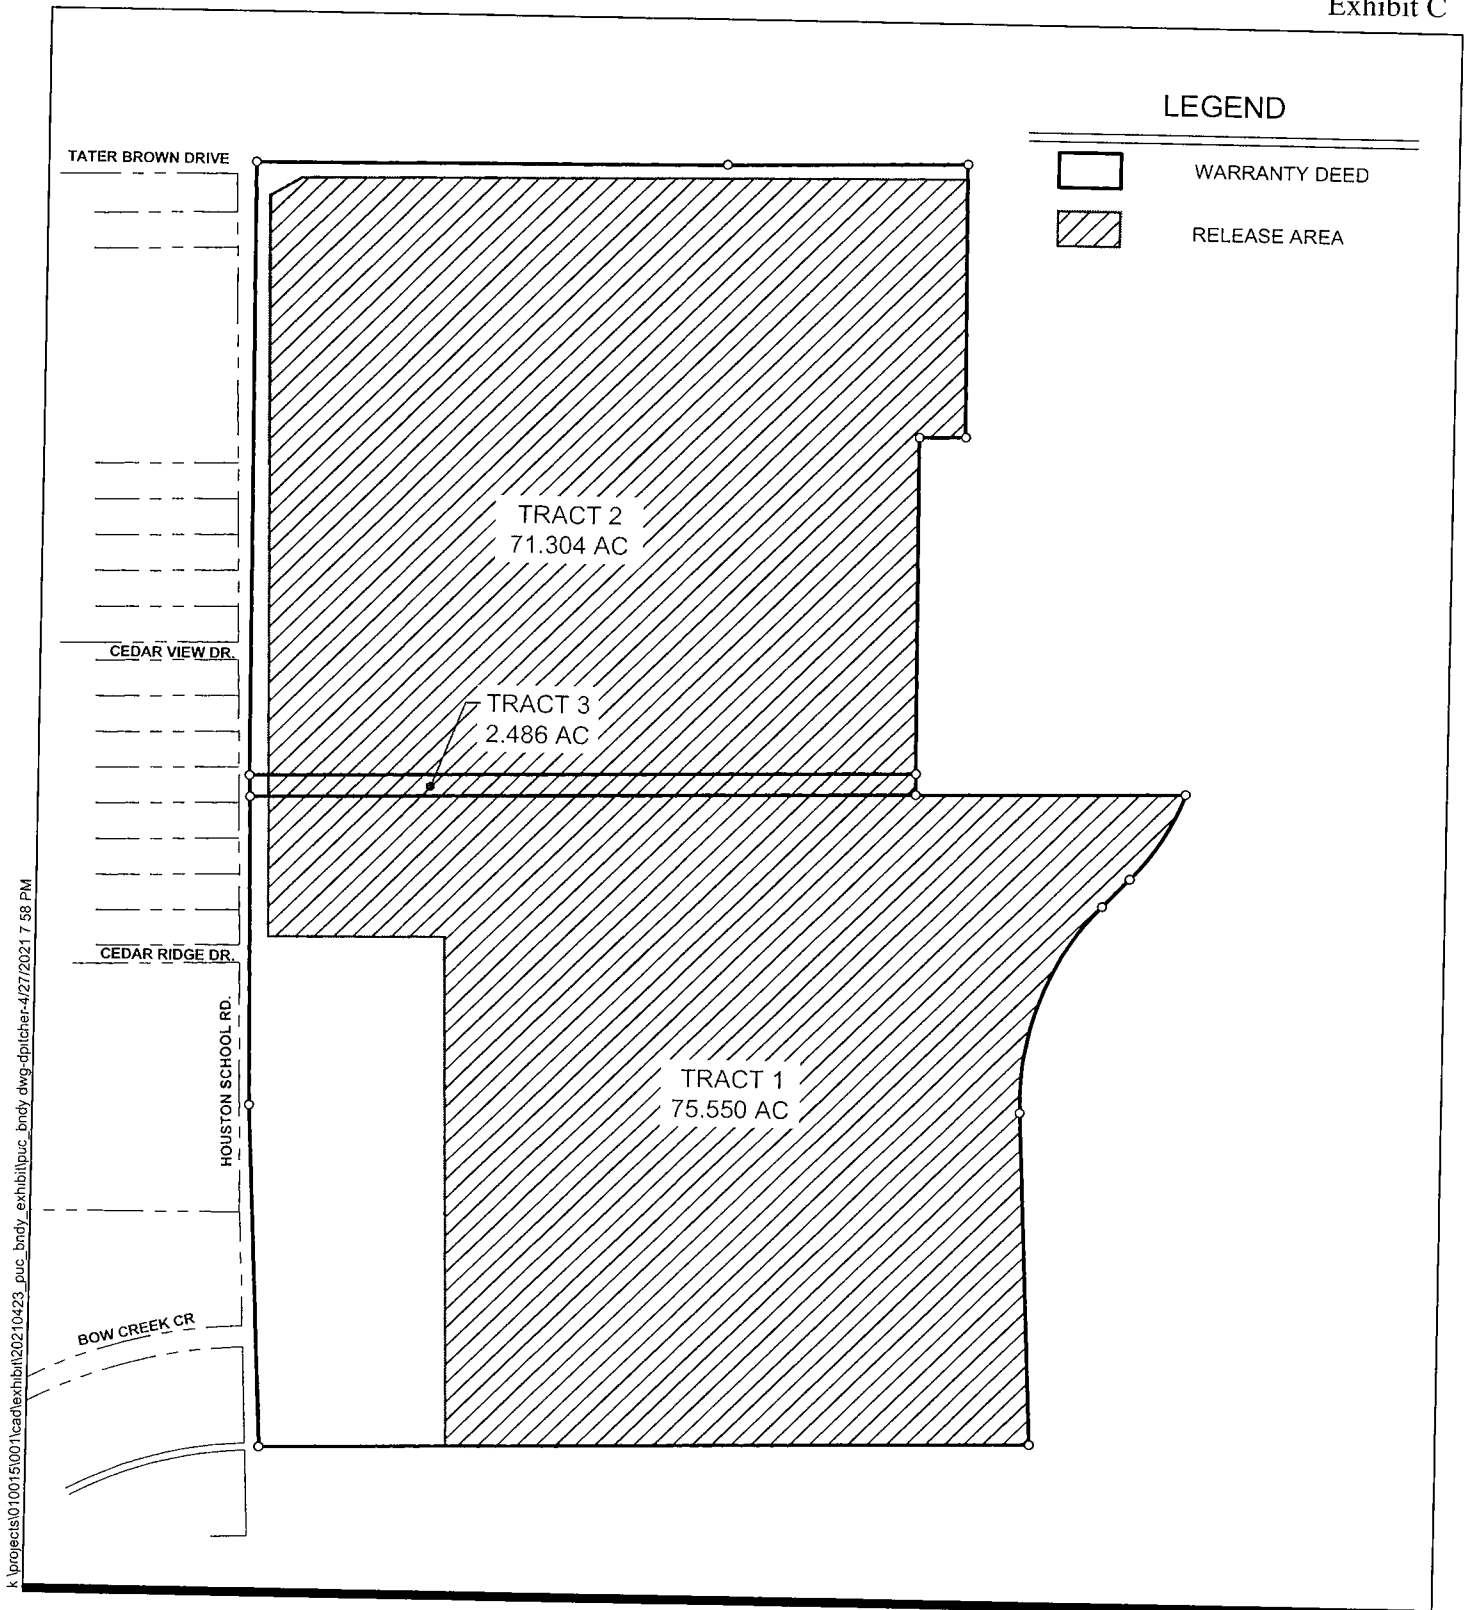 Exhibit C
LEGEND
WARRANTY DEED
RELEASE AREA
TATER BROWN DRIVE
TRACT 2
71.304 AC
CEDAR VIEW DR.
TRACT 3
2.486 AC
CEDAR RIDGE DR.
HOUSTON SCHOOL RD.
TRACT 1
75.550 AC
BOW CREEK CR
k \projects\010015\001\cad\exhibit\20210423_puc_bndy_exhibit\puc_bndy dwg-dpitcher-4/27/2021 7 58 PM